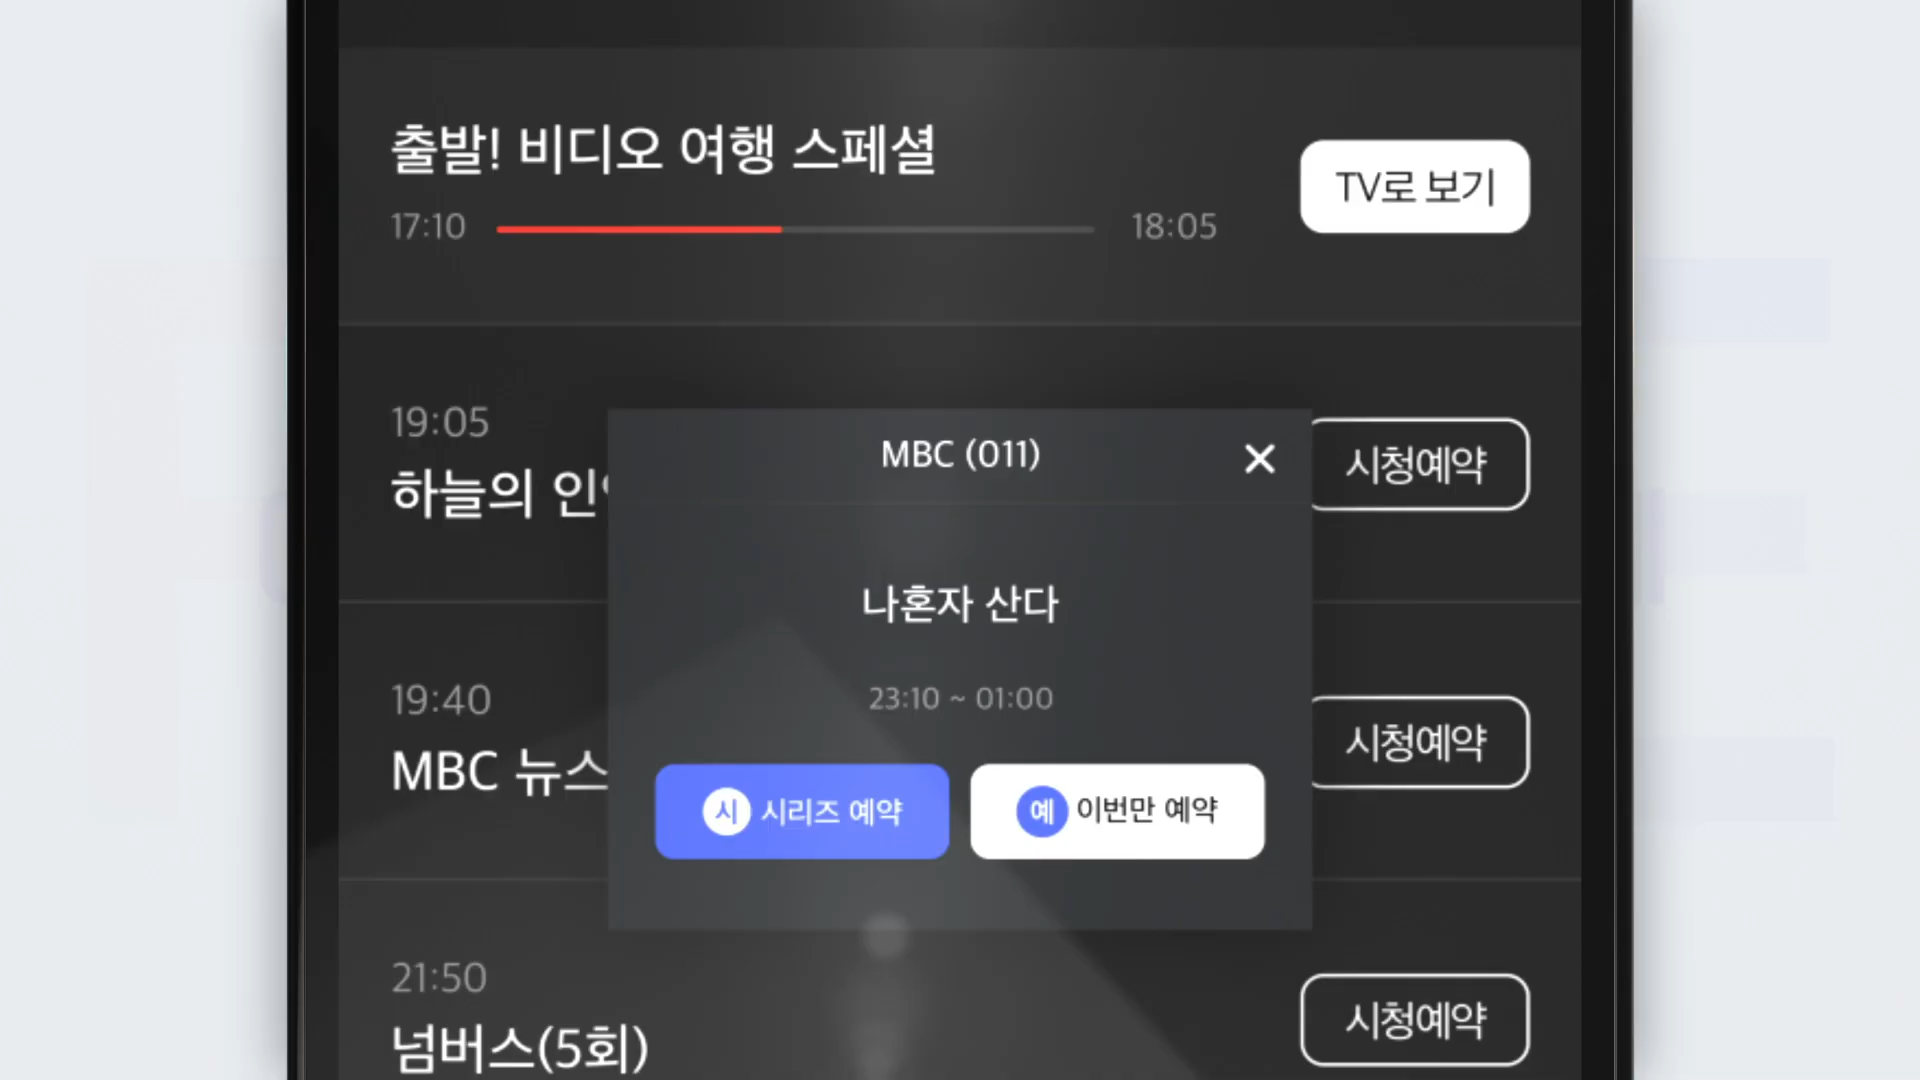 출발! 비디오 여행 스페셜
17:10
18:05
TV로 보기
19:05
하늘의
시청예약
MBC (011)
나혼자 산다
23:10 ~ 01:00
시 시리즈 예약
예 이번만 예약
19:40
MBC 뉴스
시청예약
21:50
넘버스(5회)
시청예약